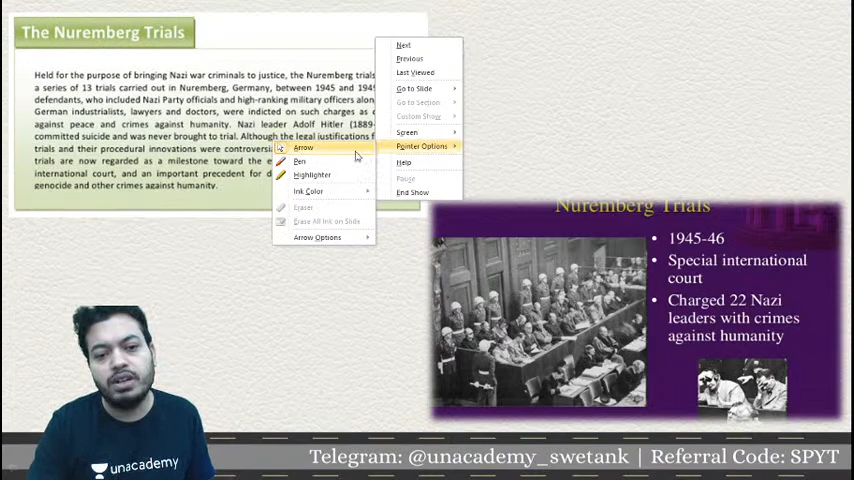 The Nuremberg Trials
Held for the purpose of bringing Nazi war criminals to justice, the Nuremberg trials
a series of 13 trials carried out in Nuremberg, Germany, between 1945 and 194
defendants, who included Nazi Party officials and high-ranking military officers alon
German industrialists, lawyers and doctors, were indicted on such charges as c
against peace and crimes against humanity. Nazi leader Adolf Hitler (1889-
committed suicide and was never brought to trial. Although the legal justifications f
trials and their procedural innovations were controversi
trials are now regarded as a milestone toward the e
international court, and an important precedent for d
genocide and other crimes against humanity.
Next
Previous
Last Viewed
Go to Slide
Go to Section
Custom Show
Screen
Pointer Options
Help
Pause
End Show
Arrow
Pen
Highlighter
Ink Color
Eraser
Erase All Ink on Slide
Arrow Options
Nuremberg Trials
• 1945-46
• Special international
court
• Charged 22 Nazi
leaders with crimes
against humanity
unacademy
Telegram: @unacademy_swetank | Referral Code: SPYT